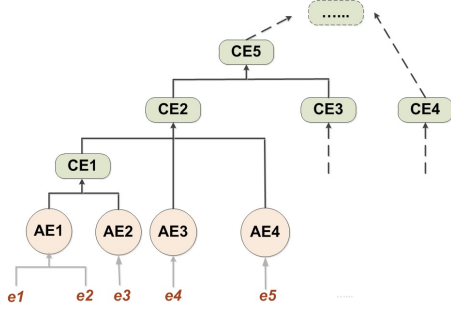 ......
CE5
CE2 CE3 CE4
CE1
AE1 AE2 AE3 AE4
e1 e2 e3 e4 e5 ......